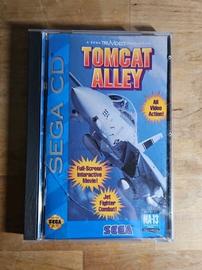 A SEGA TRUVIDEO PRODUCTION
TOMCAT
ALLEY
SEGA CD
All
Video
Action!
Full-Screen
Interactive
Movie!
Jet
Fighter
Combat!
SEGA
SEGA
MA-13